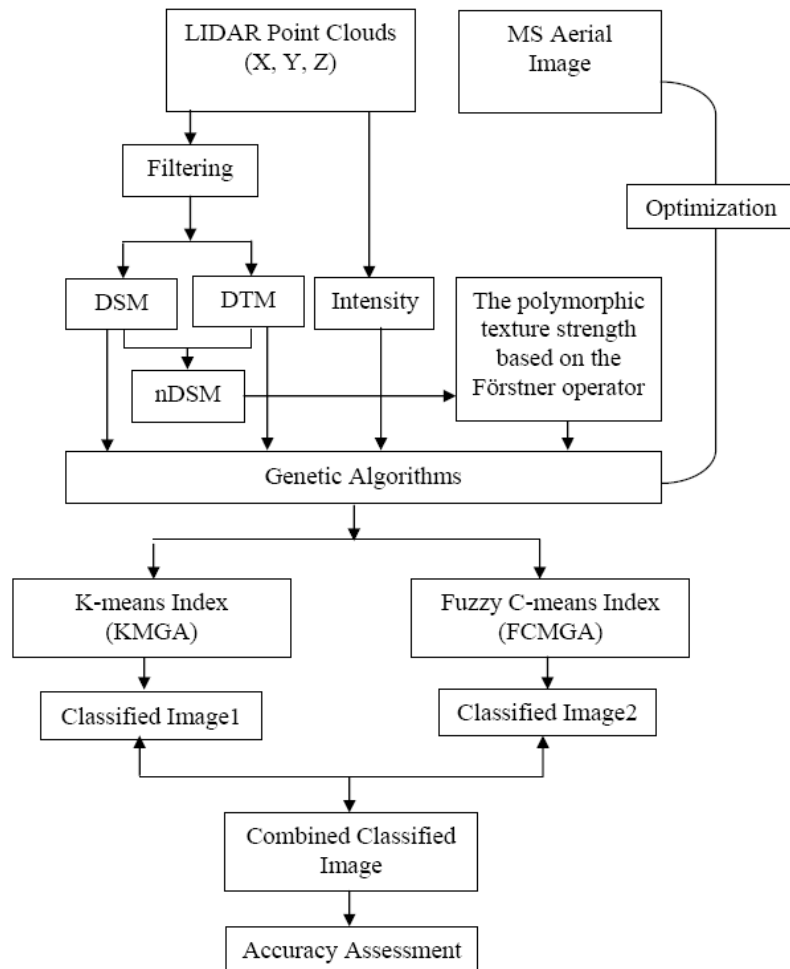 LIDAR Point Clouds
(X, Y, Z)
MS Aerial
Image
Filtering
Optimization
DSM
DTM
Intensity
The polymorphic
texture strength
based on the
Förstner operator
nDSM
Genetic Algorithms
K-means Index
(KMGA)
Fuzzy C-means Index
(FCMGA)
Classified Image1
Classified Image2
Combined Classified
Image
Accuracy Assessment